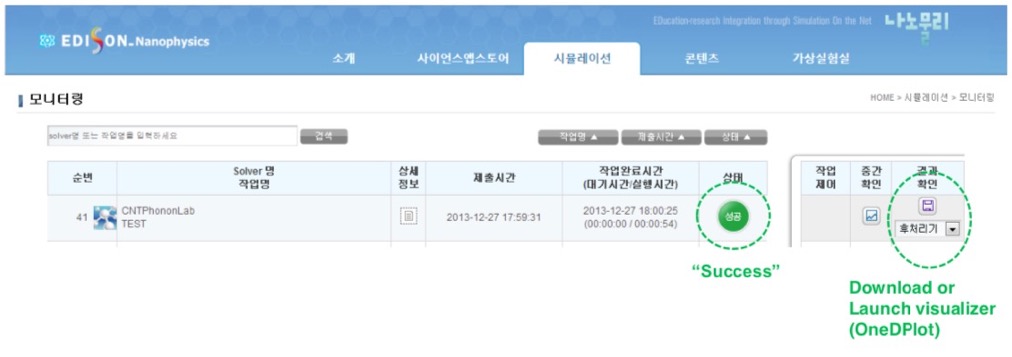 EDucation-research Integration through Simulation On the Net
나노물리
EDISON Nanophysics
소개
사이언스앱스토어
시뮬레이션
콘텐츠
가상실험실
모니터링
HOME > 시뮬레이션 > 모니터링
solver명 또는 작업명를 입력하세요
검색
작업명 ▲
제출시간 ▲
상태 ▲
순번
Solver 명
작업명
상세
정보
제출시간
작업완료시간
(대기시간/실행시간)
상태
작업
제어
중간
확인
결과
확인
41
CNTPhononLab
TEST
2013-12-27 17:59:31
2013-12-27 18:00:25
(00:00:00 / 00:00:54)
성공
후처리기
“Success”
Download or
Launch visualizer
(OneDPlot)